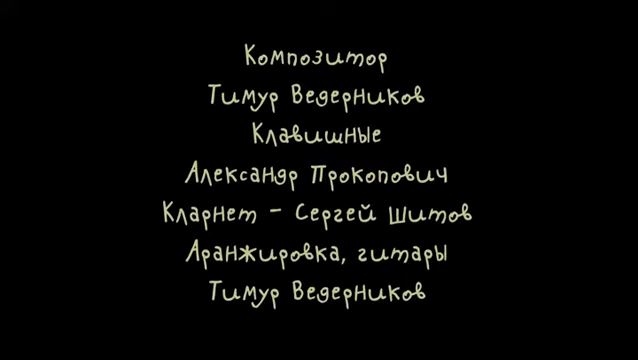 Композитор
Тимур Ведерников
Клавишные
Александр Прокопович
Кларнет - Сергей Шитов
Аранжировка, гитары
Тимур Ведерников